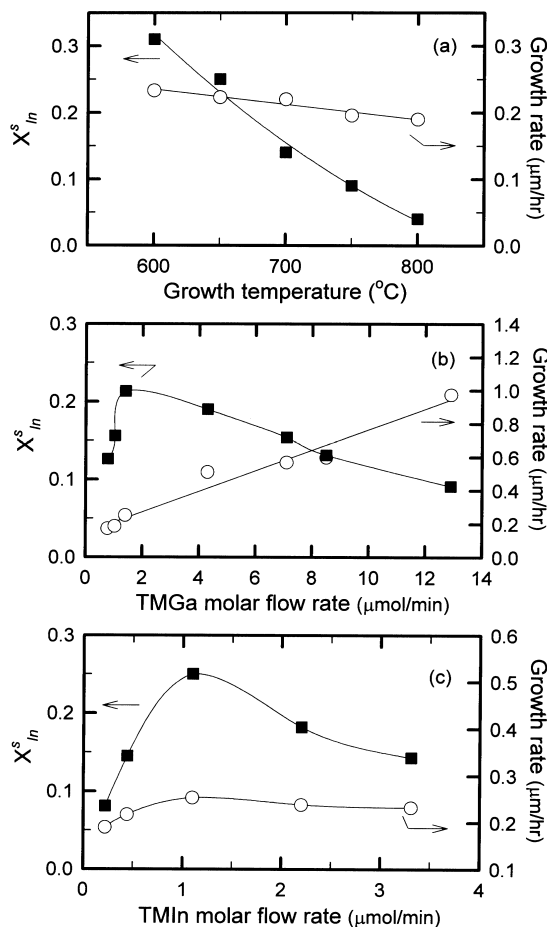 (a)
0.3
0.2
0.1
0.0
X^s_In
0.3
0.2
0.1
0.0
Growth rate (μm/hr)
600
700
800
Growth temperature (°C)
(b)
0.3
0.2
0.1
0.0
X^s_In
1.4
1.2
1.0
0.8
0.6
0.4
0.2
0.0
Growth rate (μm/hr)
0 2 4 6 8 10 12 14
TMGa molar flow rate (μmol/min)
(c)
0.3
0.2
0.1
0.0
X^s_In
0.6
0.5
0.4
0.3
0.2
0.1
Growth rate (μm/hr)
0 1 2 3 4
TMIn molar flow rate (μmol/min)